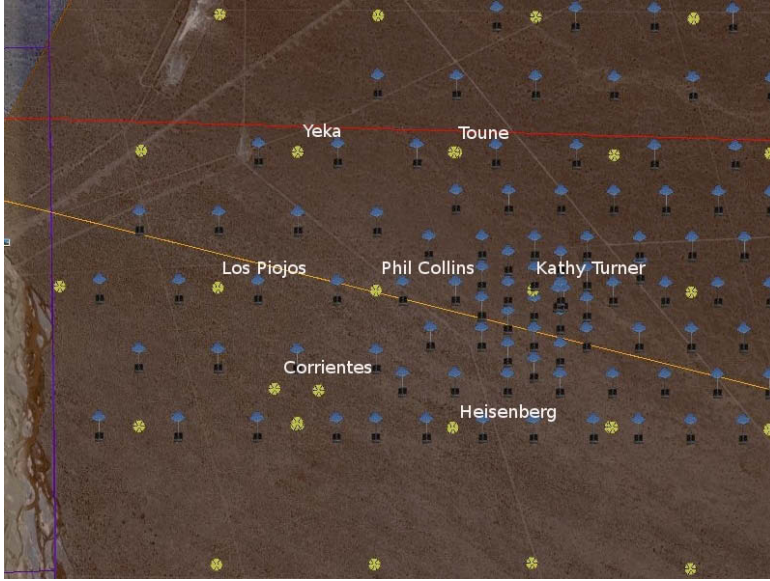 Yeka
Toune
Los Piojos
Phil Collins
Kathy Turner
Corrientes
Heisenberg